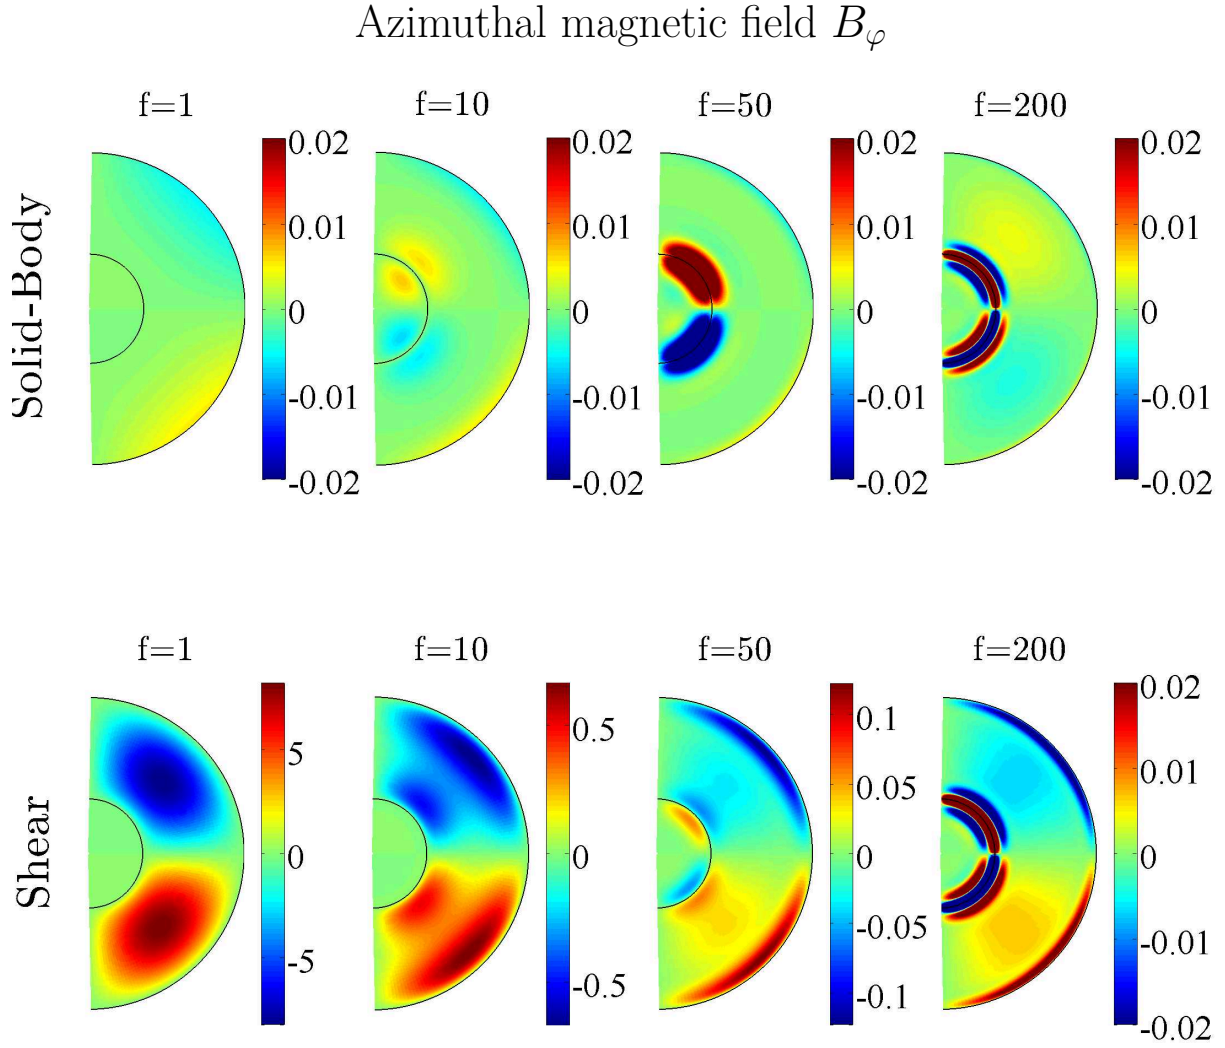 Azimuthal magnetic field Bφ
f=1 f=10 f=50 f=200
Solid-Body
0.02 0.02 0.02 0.02
0.01 0.01 0.01 0.01
0 0 0 0
-0.01 -0.01 -0.01 -0.01
-0.02 -0.02 -0.02 -0.02
f=1 f=10 f=50 f=200
Shear
5
0
-5
0.5
0
-0.5
0.1
0.05
0
-0.05
-0.1
0.02
0.01
0
-0.01
-0.02